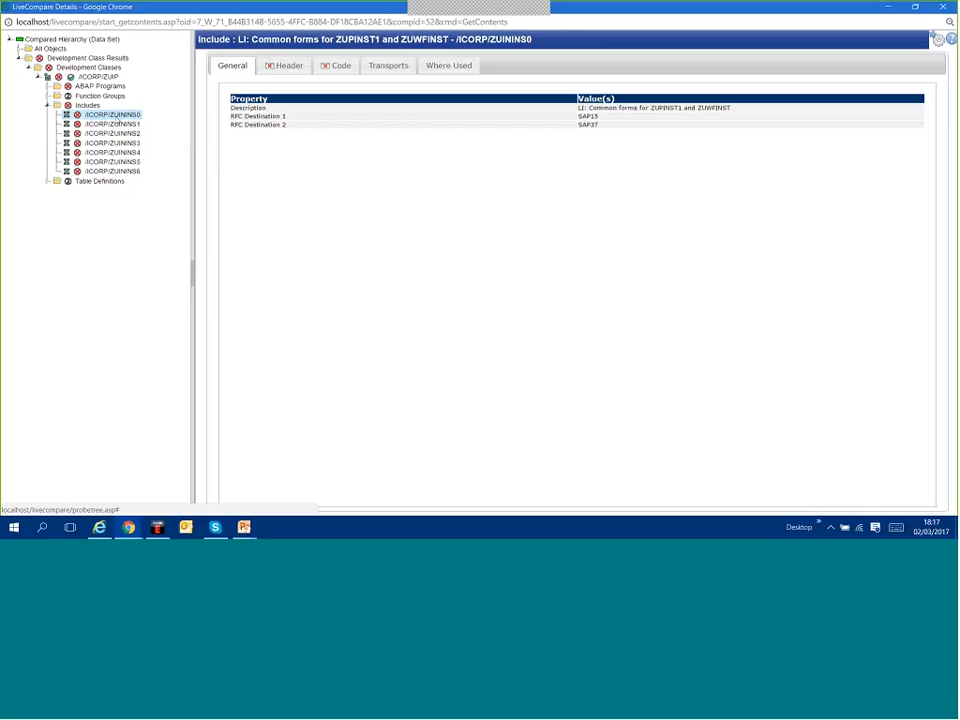 LiveCompare Details - Google Chrome
localhost/livecompare/start_getcontents.asp?oid=7_W_71_B44B314B-5655-4FFC-B884-DF18CBA12AE1&compid=52&cmd=GetContents
Compared Hierarchy (Data Set)
All Objects
Development Class Results
Development Classes
/ICORP/ZUIP
ABAP Programs
Function Groups
Includes
/ICORP/ZUININS0
/ICORP/ZUININS1
/ICORP/ZUININS2
/ICORP/ZUININS3
/ICORP/ZUININS4
/ICORP/ZUININS5
/ICORP/ZUININS6
Table Definitions
Include : LI: Common forms for ZUPINST1 and ZUWFINST - /ICORP/ZUININS0
General Header Code Transports Where Used
Property Value(s)
Description LI: Common forms for ZUPINST1 and ZUWFINST
RFC Destination 1 SAP15
RFC Destination 2 SAP37
localhost/livecompare/probetree.asp#
Desktop
18:17
02/03/2017